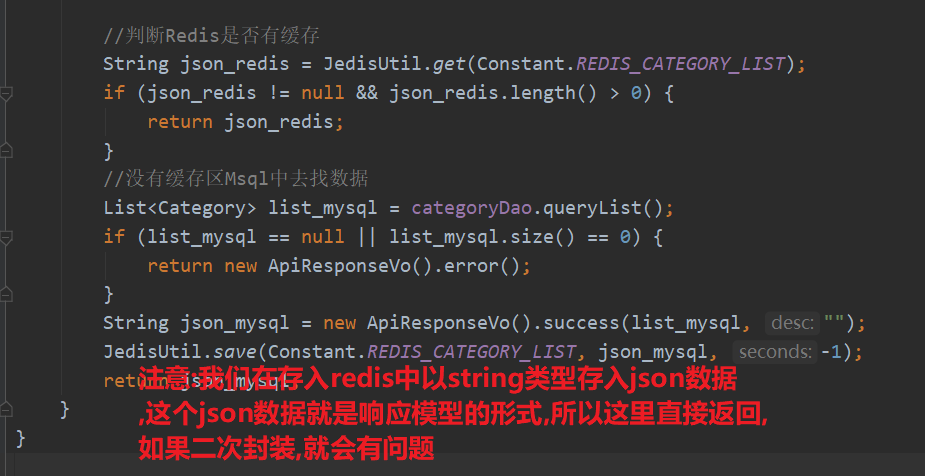 //判断Redis是否有缓存
String json_redis = JedisUtil.get(Constant.REDIS_CATEGORY_LIST);
if (json_redis != null && json_redis.length() > 0) {
return json_redis;
}
//没有缓存区Msql中去找数据
List<Category> list_mysql = categoryDao.queryList();
if (list_mysql == null || list_mysql.size() == 0) {
return new ApiResponseVo().error();
}
String json_mysql = new ApiResponseVo().success(list_mysql, desc: "");
JedisUtil.save(Constant.REDIS_CATEGORY_LIST, json_mysql, seconds: -1);
return
注意:我们在存入redis中以string类型存入json数据
,这个json数据就是响应模型的形式,所以这里直接返回,
如果二次封装,就会有问题
}
}